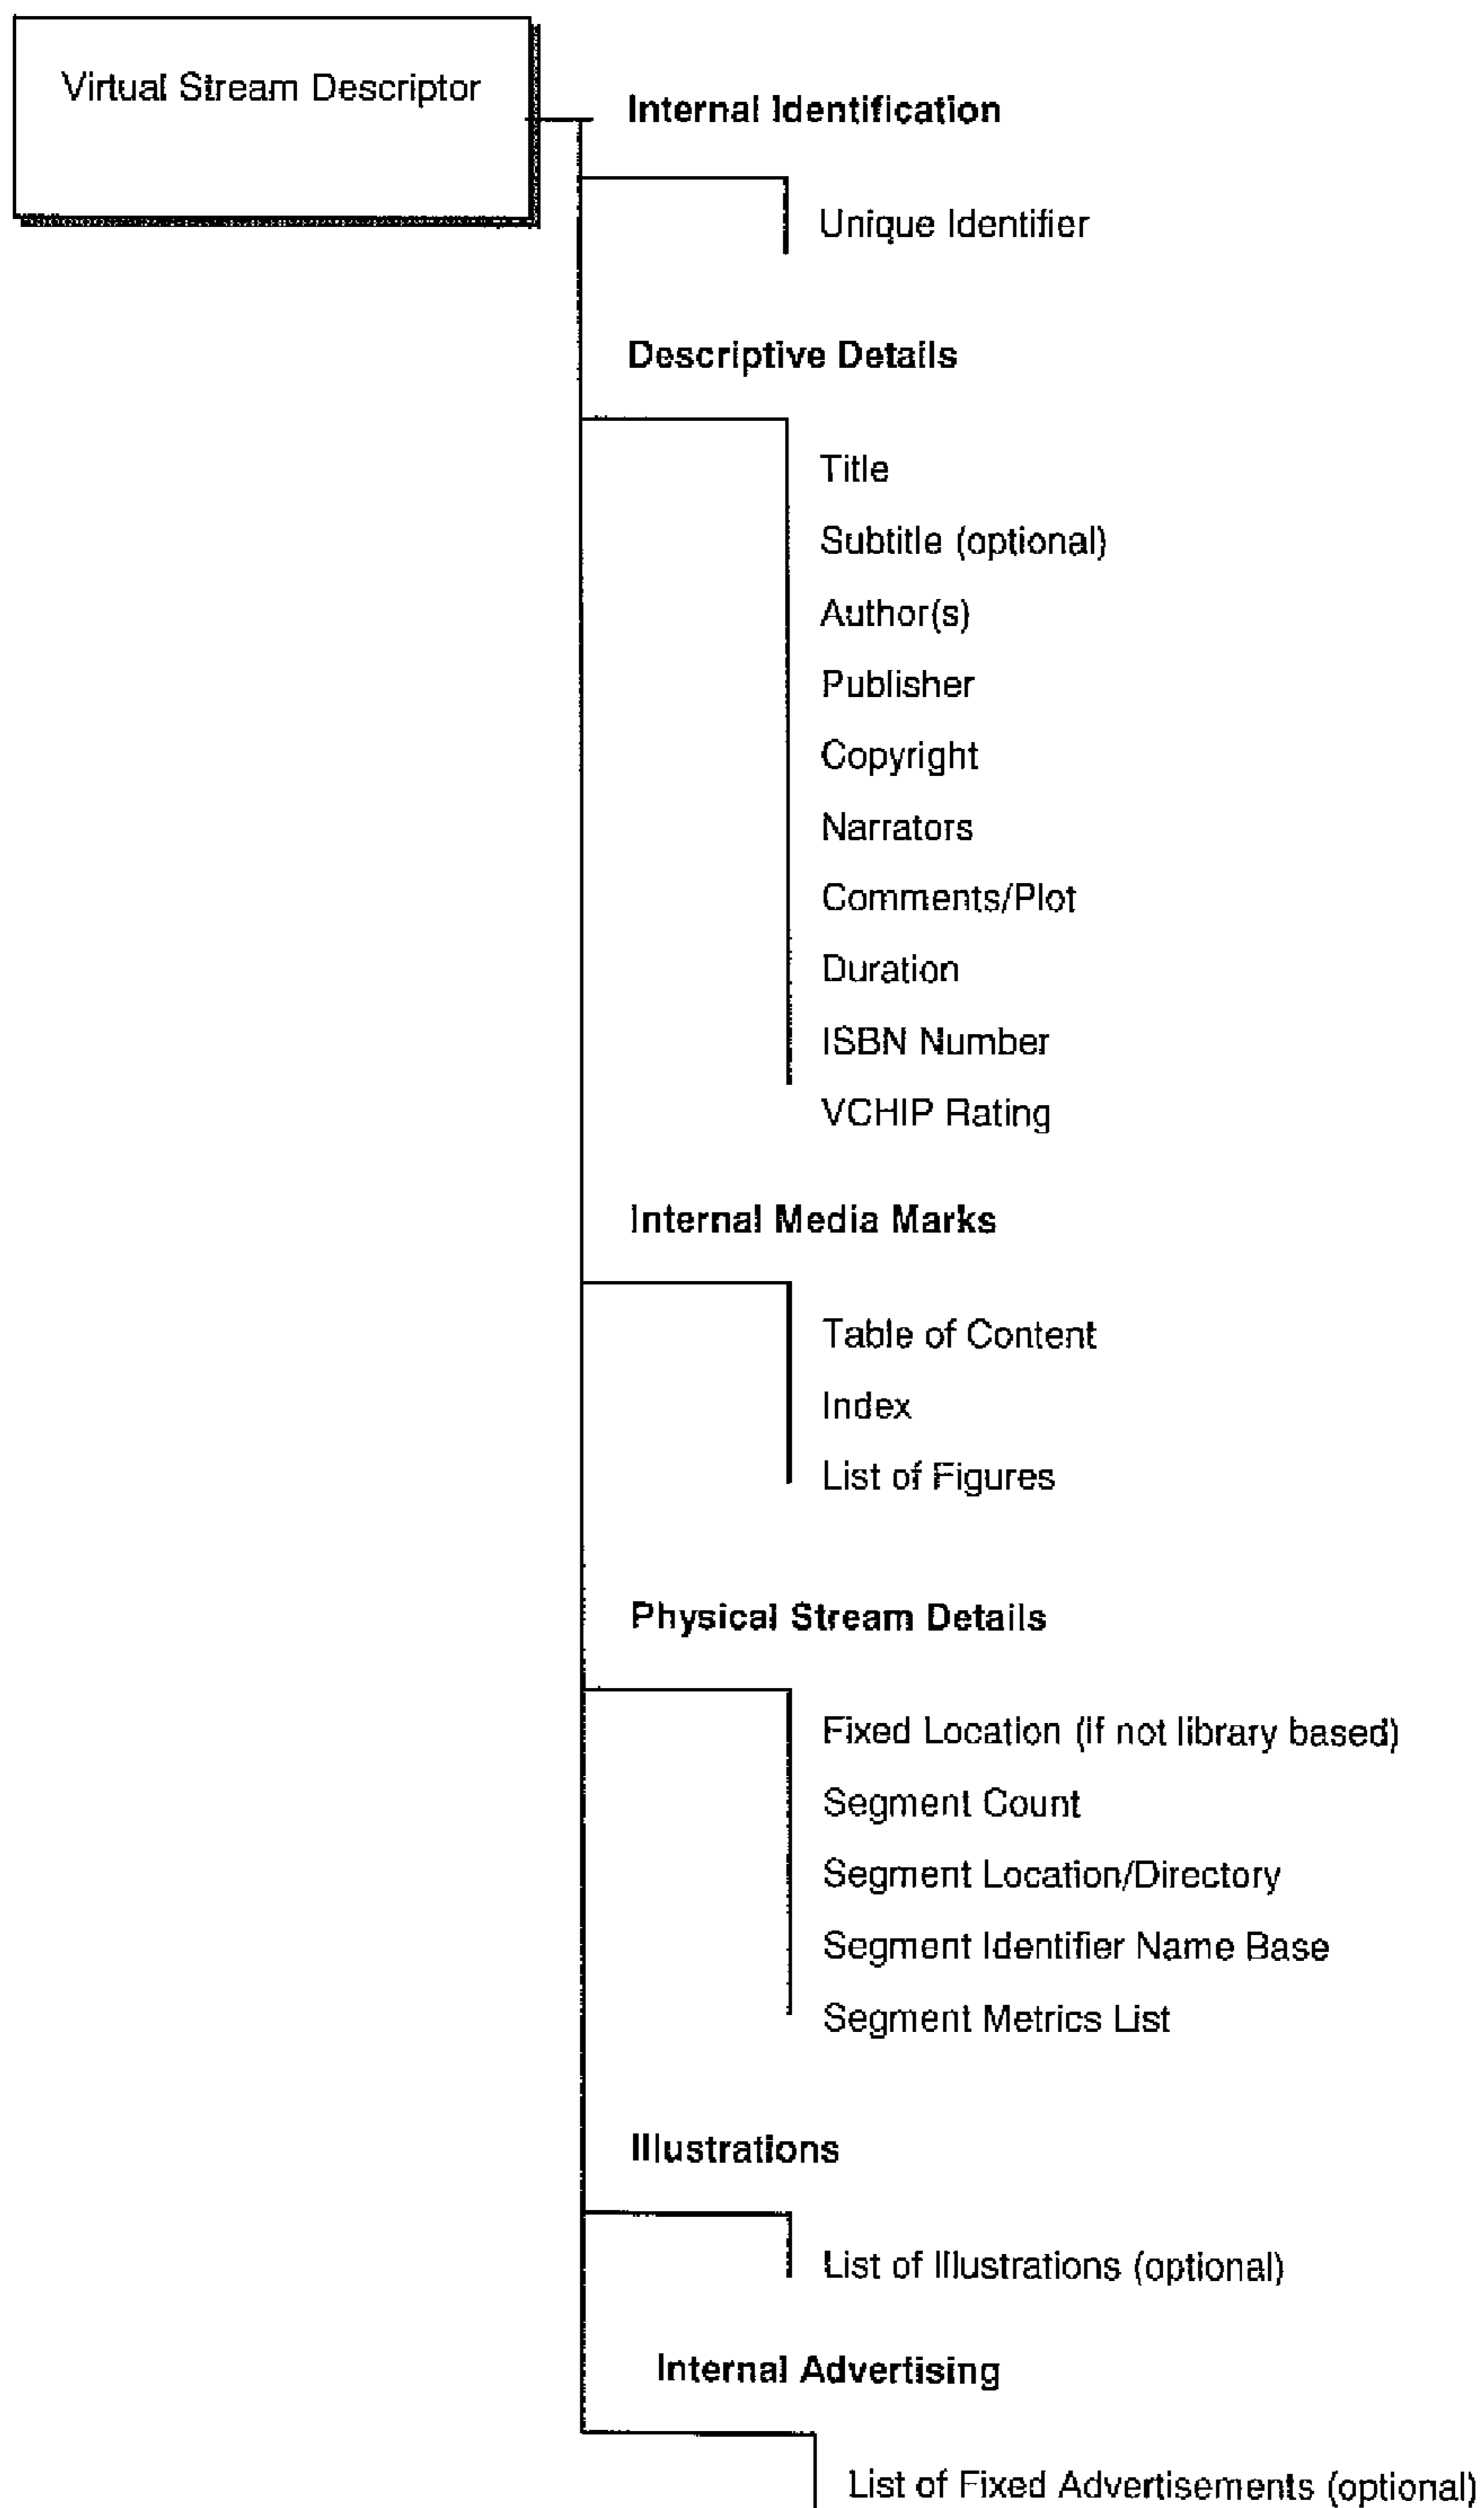 Virtual Stream Descriptor
Internal Identification
Unique Identifier
Descriptive Details
Title
Subtitle (optional)
Author(s)
Publisher
Copyright
Narrators
Comments/Plot
Duration
ISBN Number
VCHIP Rating
Internal Media Marks
Table of Content
Index
List of Figures
Physical Stream Details
Fixed Location (if not library based)
Segment Count
Segment Location/Directory
Segment Identifier Name Base
Segment Metrics List
Illustrations
List of Illustrations (optional)
Internal Advertising
List of Fixed Advertisements (optional)